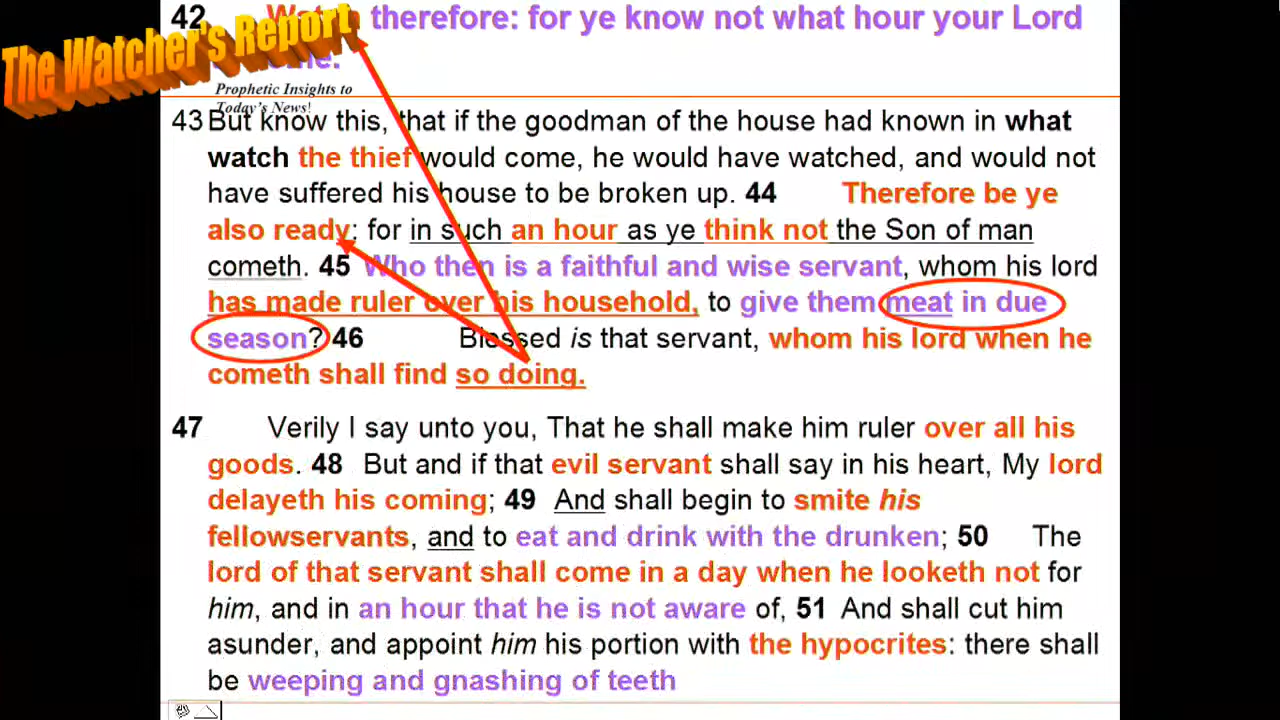 42 therefore: for ye know not what hour your Lord
The Watcher's Report
Prophetic Insights to
Today's News!
43 But know this, that if the goodman of the house had known in what
watch the thief would come, he would have watched, and would not
have suffered his house to be broken up. 44 Therefore be ye
also ready: for in such an hour as ye think not the Son of man
cometh. 45 Who then is a faithful and wise servant, whom his lord
has made ruler over his household, to give them meat in due
season? 46 Blessed is that servant, whom his lord when he
cometh shall find so doing.
47 Verily I say unto you, That he shall make him ruler over all his
goods. 48 But and if that evil servant shall say in his heart, My lord
delayeth his coming; 49 And shall begin to smite his
fellowservants, and to eat and drink with the drunken; 50 The
lord of that servant shall come in a day when he looketh not for
him, and in an hour that he is not aware of, 51 And shall cut him
asunder, and appoint him his portion with the hypocrites: there shall
be weeping and gnashing of teeth